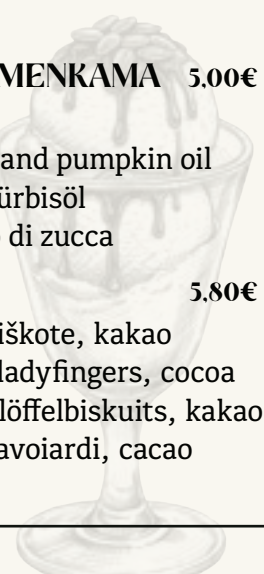 MENKAMA 5,00€
and pumpkin oil
ürbisöl
di zucca
5,80€
iškote, kakao
ladyfingers, cocoa
löffelbiskuits, kakao
avoiardi, cacao